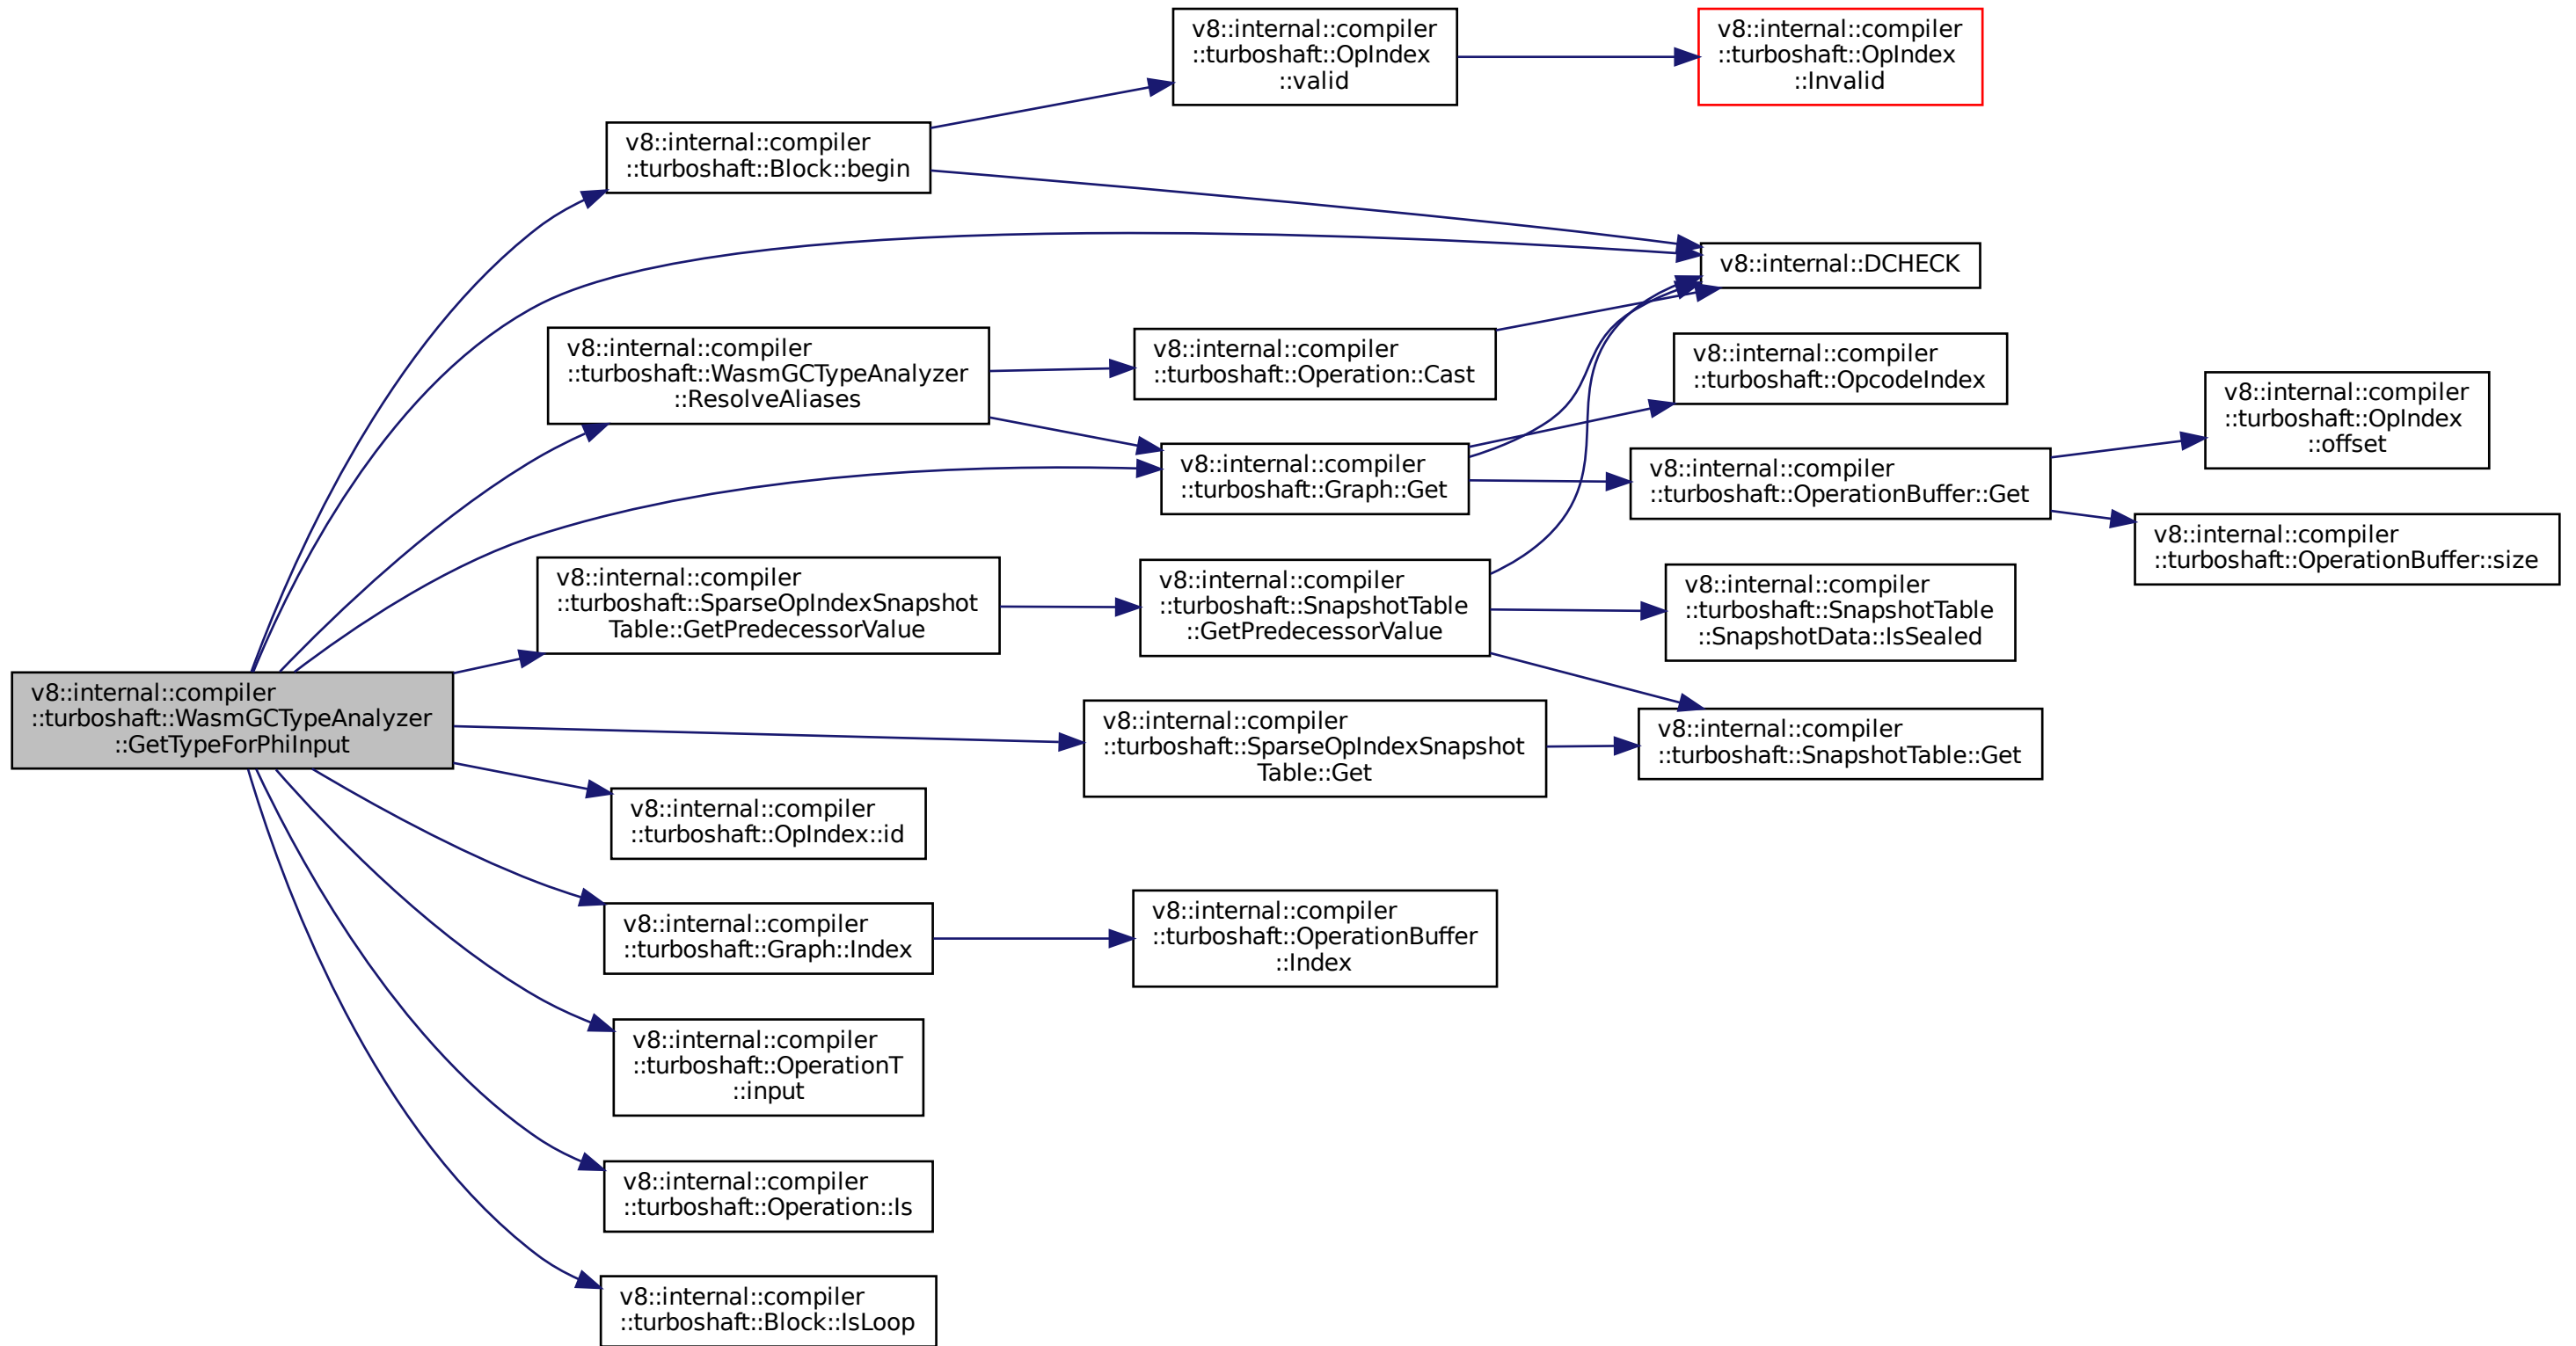 v8::internal::compiler
::turboshaft::OpIndex
::valid
v8::internal::compiler
::turboshaft::OpIndex
::Invalid
v8::internal::compiler
::turboshaft::Block::begin
v8::internal::DCHECK
v8::internal::compiler
::turboshaft::WasmGCTypeAnalyzer
::ResolveAliases
v8::internal::compiler
::turboshaft::Operation::Cast
v8::internal::compiler
::turboshaft::OpcodeIndex
v8::internal::compiler
::turboshaft::OpIndex
::offset
v8::internal::compiler
::turboshaft::Graph::Get
v8::internal::compiler
::turboshaft::OperationBuffer::Get
v8::internal::compiler
::turboshaft::OperationBuffer::size
v8::internal::compiler
::turboshaft::SparseOpIndexSnapshot
Table::GetPredecessorValue
v8::internal::compiler
::turboshaft::SnapshotTable
::GetPredecessorValue
v8::internal::compiler
::turboshaft::SnapshotTable
::SnapshotData::IsSealed
v8::internal::compiler
::turboshaft::WasmGCTypeAnalyzer
::GetTypeForPhiInput
v8::internal::compiler
::turboshaft::SparseOpIndexSnapshot
Table::Get
v8::internal::compiler
::turboshaft::SnapshotTable::Get
v8::internal::compiler
::turboshaft::OpIndex::id
v8::internal::compiler
::turboshaft::Graph::Index
v8::internal::compiler
::turboshaft::OperationBuffer
::Index
v8::internal::compiler
::turboshaft::OperationT
::input
v8::internal::compiler
::turboshaft::Operation::Is
v8::internal::compiler
::turboshaft::Block::IsLoop